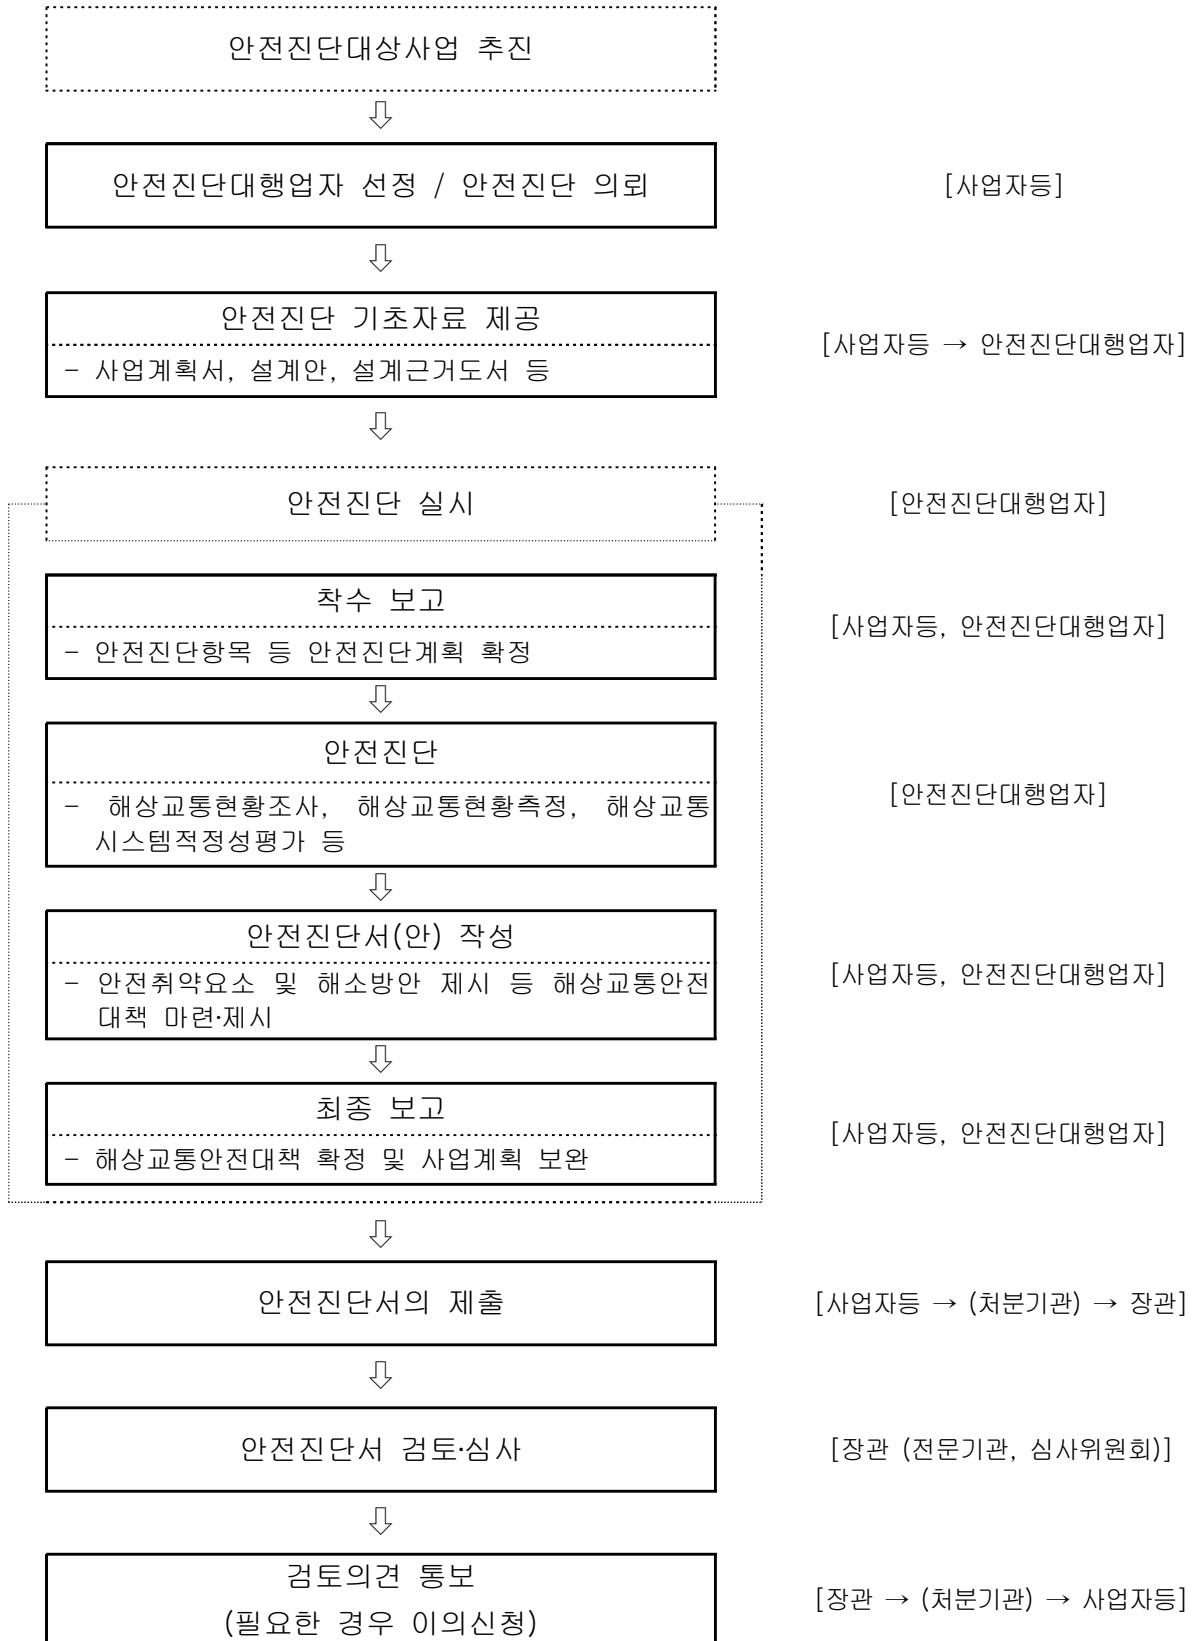 안전진단대상사업 추진
⇩
안전진단대행업자 선정 / 안전진단 의뢰
[사업자등]
⇩
안전진단 기초자료 제공
- 사업계획서, 설계안, 설계근거도서 등
[사업자등 → 안전진단대행업자]
⇩
안전진단 실시
[안전진단대행업자]
착수 보고
- 안전진단항목 등 안전진단계획 확정
[사업자등, 안전진단대행업자]
⇩
안전진단
- 해상교통현황조사, 해상교통현황측정, 해상교통
시스템적정성평가 등
[안전진단대행업자]
⇩
안전진단서(안) 작성
- 안전취약요소 및 해소방안 제시 등 해상교통안전
대책 마련·제시
[사업자등, 안전진단대행업자]
⇩
최종 보고
- 해상교통안전대책 확정 및 사업계획 보완
[사업자등, 안전진단대행업자]
⇩
안전진단서의 제출
[사업자등 → (처분기관) → 장관]
⇩
안전진단서 검토·심사
[장관 (전문기관, 심사위원회)]
⇩
검토의견 통보
(필요한 경우 이의신청)
[장관 → (처분기관) → 사업자등]